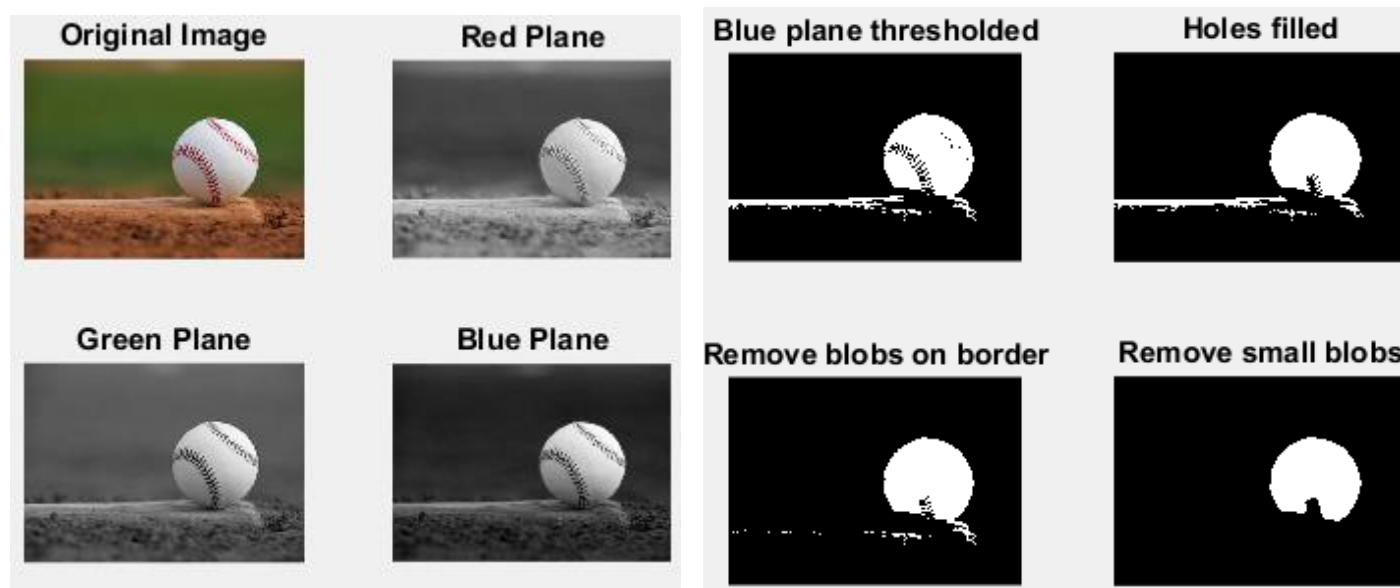 Original Image
Red Plane
Green Plane
Blue Plane
Blue plane thresholded
Holes filled
Remove blobs on border
Remove small blobs